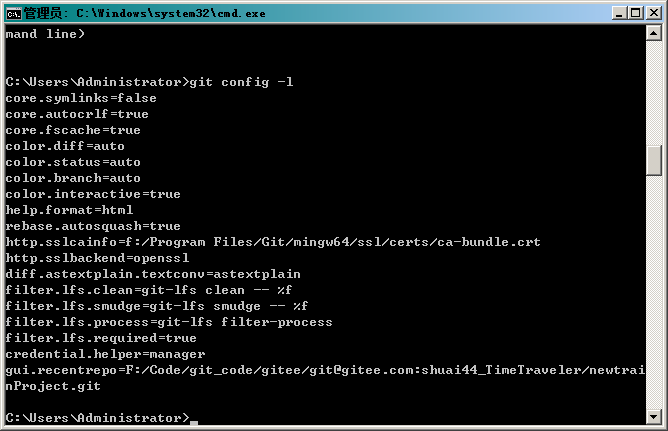 管理员: C:\Windows\system32\cmd.exe
mand line)
C:\Users\Administrator>git config -l
core.symlinks=false
core.autocrlf=true
core.fscache=true
color.diff=auto
color.status=auto
color.branch=auto
color.interactive=true
help.format=html
rebase.autosquash=true
http.sslcainfo=f:/Program Files/Git/mingw64/ssl/certs/ca-bundle.crt
http.sslbackend=openssl
diff.astextplain.textconv=astextplain
filter.lfs.clean=git-lfs clean -- %f
filter.lfs.smudge=git-lfs smudge -- %f
filter.lfs.process=git-lfs filter-process
filter.lfs.required=true
credential.helper=manager
gui.recentrepo=F:/Code/git_code/gitee/git@gitee.com:shuai44_TimeTraveler/newtrai
nProject.git
C:\Users\Administrator>